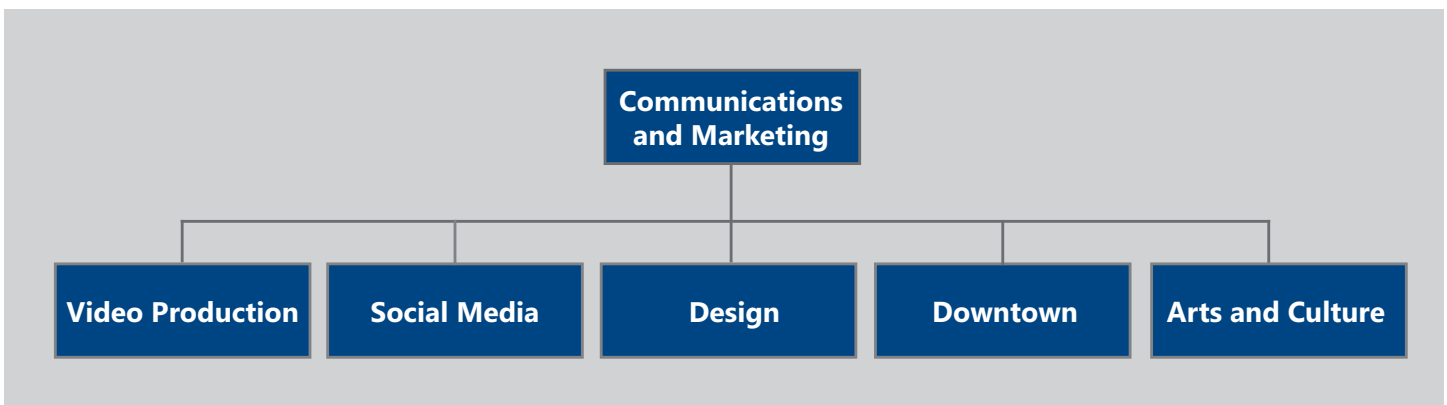 Communications
and Marketing
Video Production
Social Media
Design
Downtown
Arts and Culture